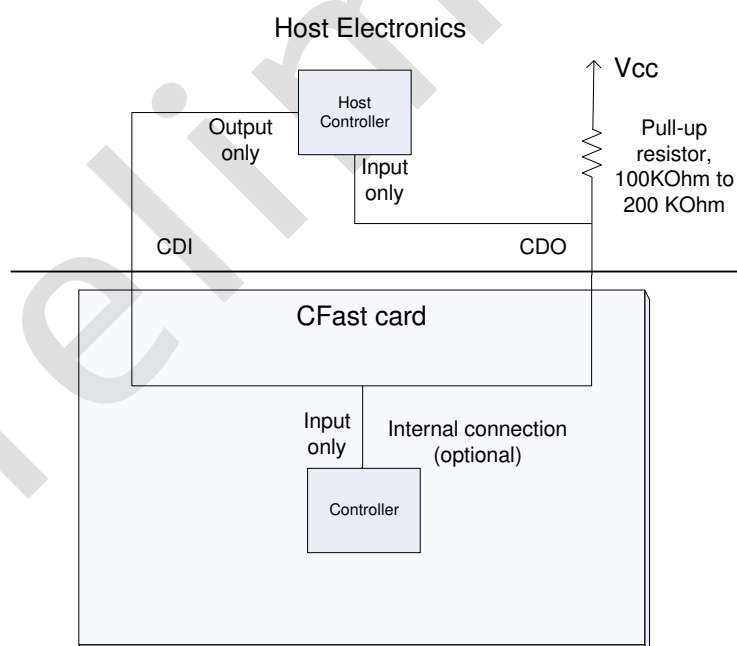 Host Electronics
Vcc
Host
Controller
Output
only
Input
only
Pull-up
resistor,
100KOhm to
200 KOhm
CDI
CDO
CFast card
Input
only
Internal connection
(optional)
Controller